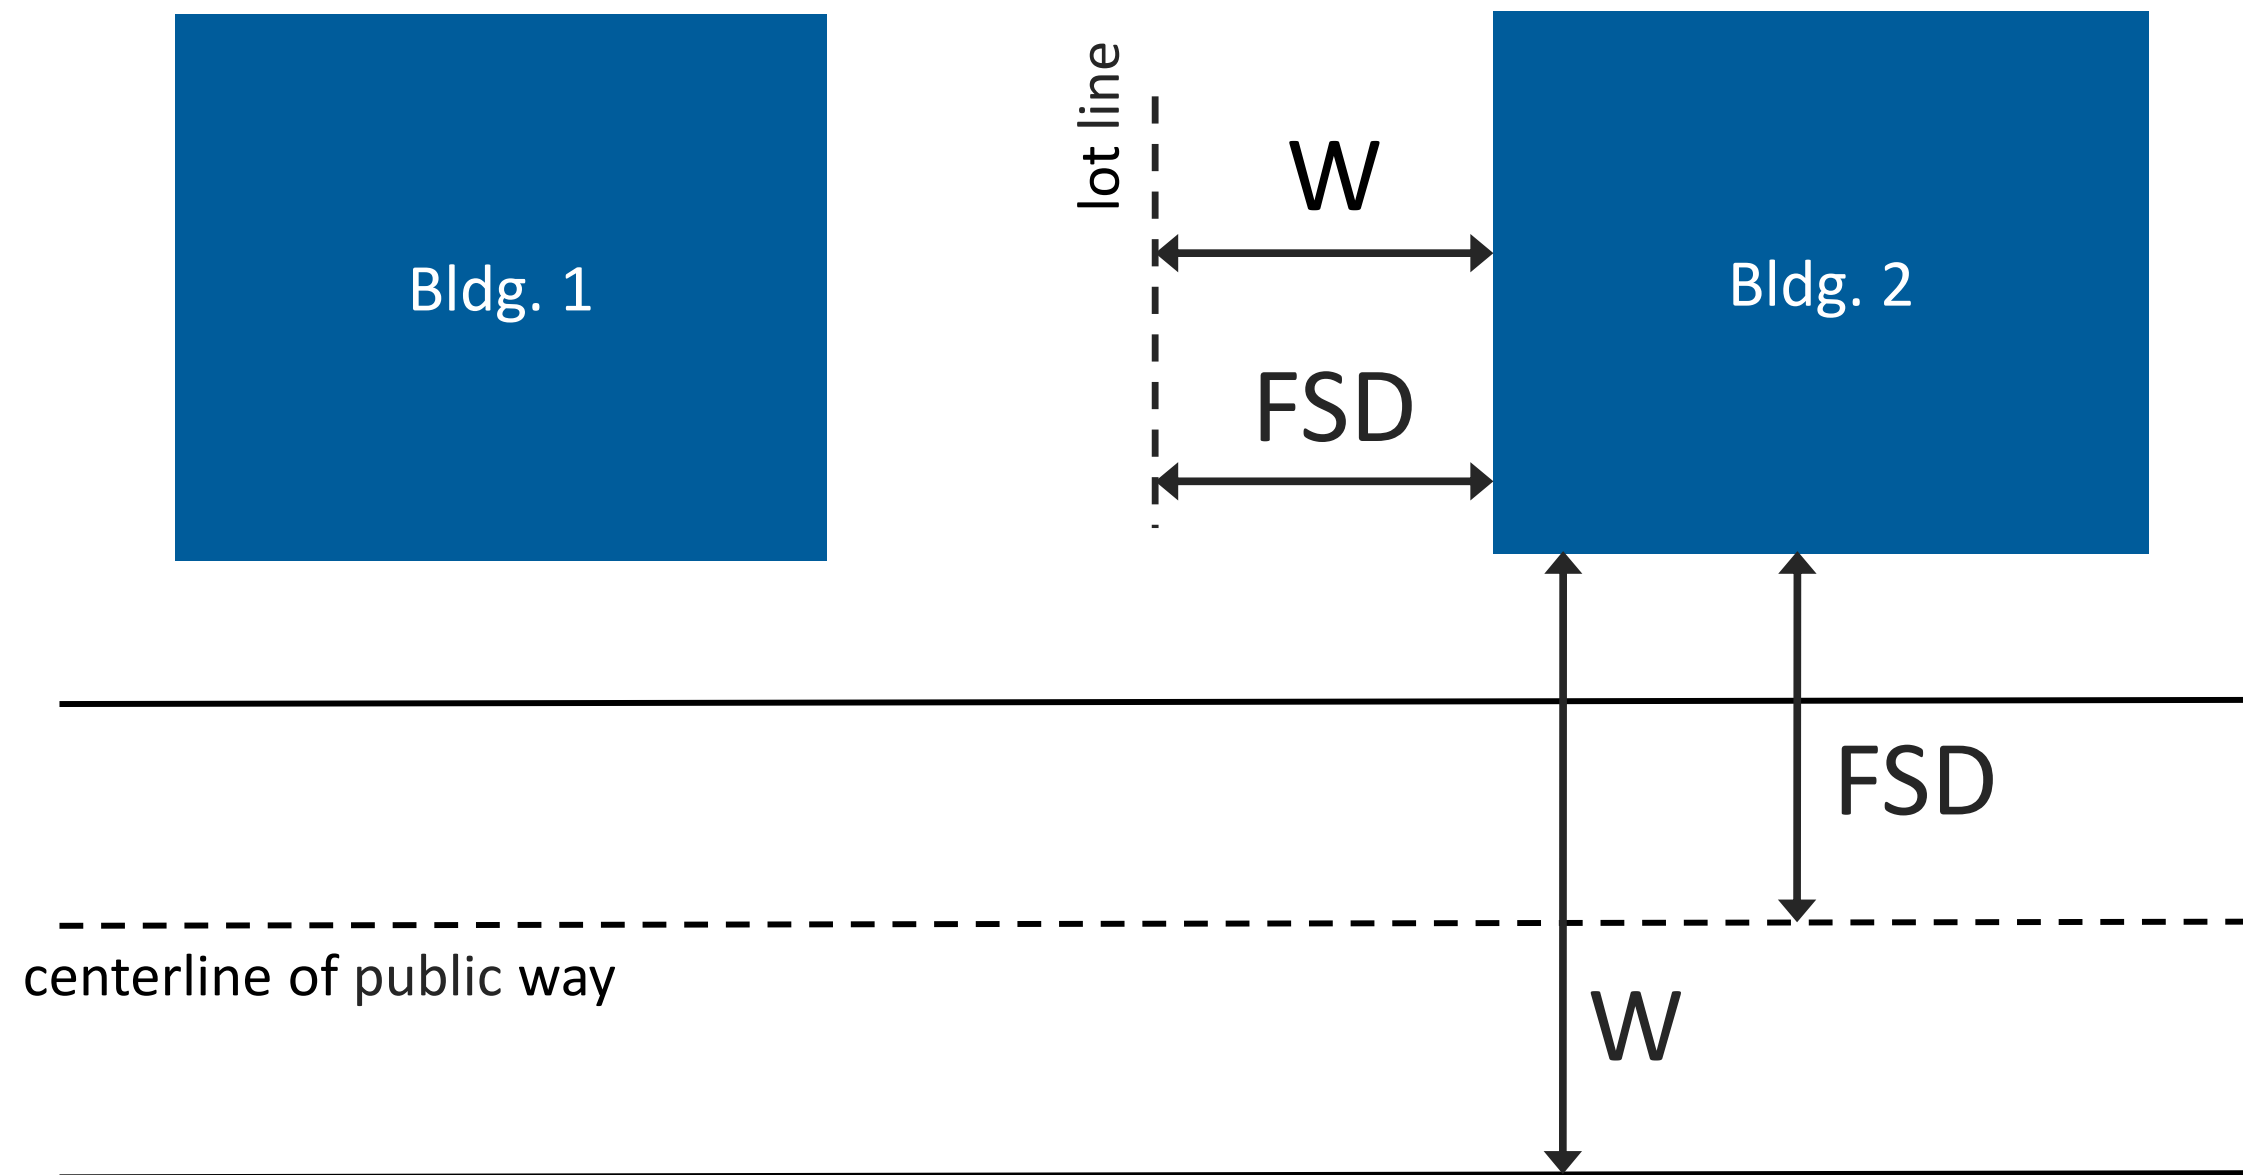 lot line
W
Bldg. 1
Bldg. 2
FSD
FSD
centerline of public way
W